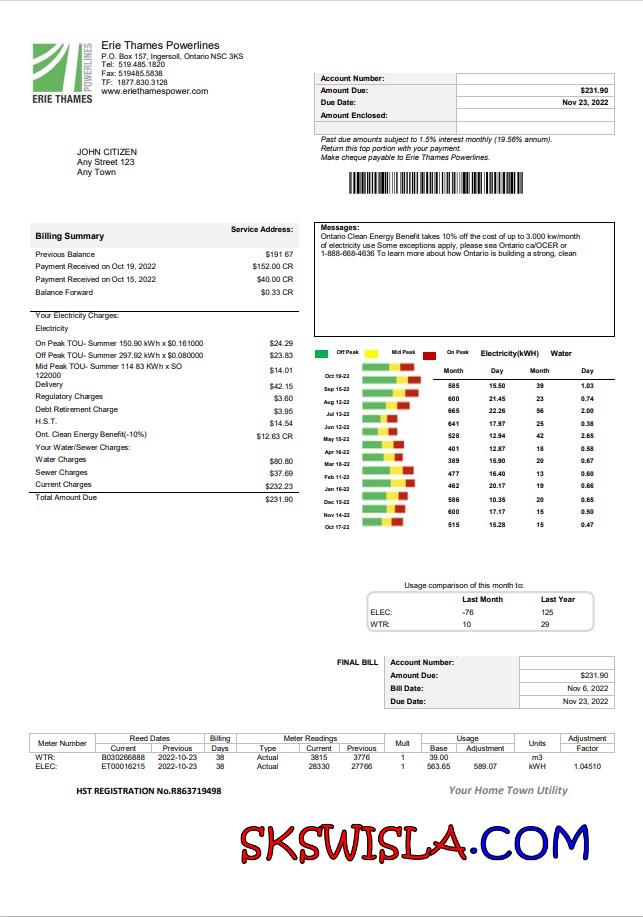 Erie Thames Powerlines
P.O. Box 157, Ingersoll, Ontario NSC 3KS
Tel: 519.485.1820
Fax: 519485.5838
TF: 1877.830.3128
www.eriethamespower.com
POWERLINES
ERIE THAMES
Account Number:
Amount Due: $231.90
Due Date: Nov 23, 2022
Amount Enclosed:
Past due amounts subject to 1.5% interest monthly (19.56% annum).
Return this top portion with your payment.
Make cheque payable to Erie Thames Powerlines.
JOHN CITIZEN
Any Street 123
Any Town
Billing Summary Service Address:
Previous Balance $191.67
Payment Received on Oct 19, 2022 $152.00 CR
Payment Received on Oct 15, 2022 $40.00 CR
Balance Forward $0.33 CR
Your Electricity Charges:
Electricity
On Peak TOU- Summer 150.90 kWh x $0.161000 $24.29
Off Peak TOU- Summer 297.92 kWh x $0.080000 $23.83
Mid Peak TOU- Summer 114 83 KWH x SO
122000 $14.01
Delivery $42.15
Regulatory Charges $3.60
Debt Retirement Charge $3.95
H.S.T. $14.54
Ont. Clean Energy Benefit(-10%) $12.63 CR
Your Water/Sewer Charges:
Water Charges $80.80
Sewer Charges $37.69
Current Charges $232.23
Total Amount Due $231.90
Messages:
Ontario Clean Energy Benefit takes 10% off the cost of up to 3.000 kw/month
of electricity use Some exceptions apply, please sea Ontario ca/OCER or
1-888-668-4636 To learn more about how Ontario is building a strong, clean
Off Peak Mid Peak On Peak Electricity(kWH) Water
Month Day Month Day
Oct 19-22
585 15.50 39 1.03
Sep 15-22
600 21.45 23 0.74
Aug 12-22
665 22.26 56 2.00
Jul 13-22
641 17.97 25 0.38
Jun 12-22
528 12.94 42 2.65
May 15-22
401 12.87 18 0.58
Apr 16-22
389 15.90 20 0.67
Mar 18-22
477 16.40 13 0.60
Feb 11-22
462 20.17 19 0.66
Jan 16-22
586 10.35 20 0.65
Dec 15-22
600 17.17 15 0.50
Nov 14-22
515 15.28 15 0.47
Oct 17-22
Usage comparison of this month to:
Last Month Last Year
ELEC: -76 125
WTR: 10 29
FINAL BILL Account Number:
Amount Due: $231.90
Bill Date: Nov 6, 2022
Due Date: Nov 23, 2022
Meter Number Reed Dates Billing Meter Readings Mult Usage Units Adjustment
Current Previous Days Type Current Previous Base Adjustment Factor
WTR: B030266888 2022-10-23 38 Actual 3815 3776 1 39.00 m3
ELEC: ET00016215 2022-10-23 38 Actual 28330 27766 1 563.65 589.07 kWH 1.04510
HST REGISTRATION No.R863719498 Your Home Town Utility
SKSWISLA.COM